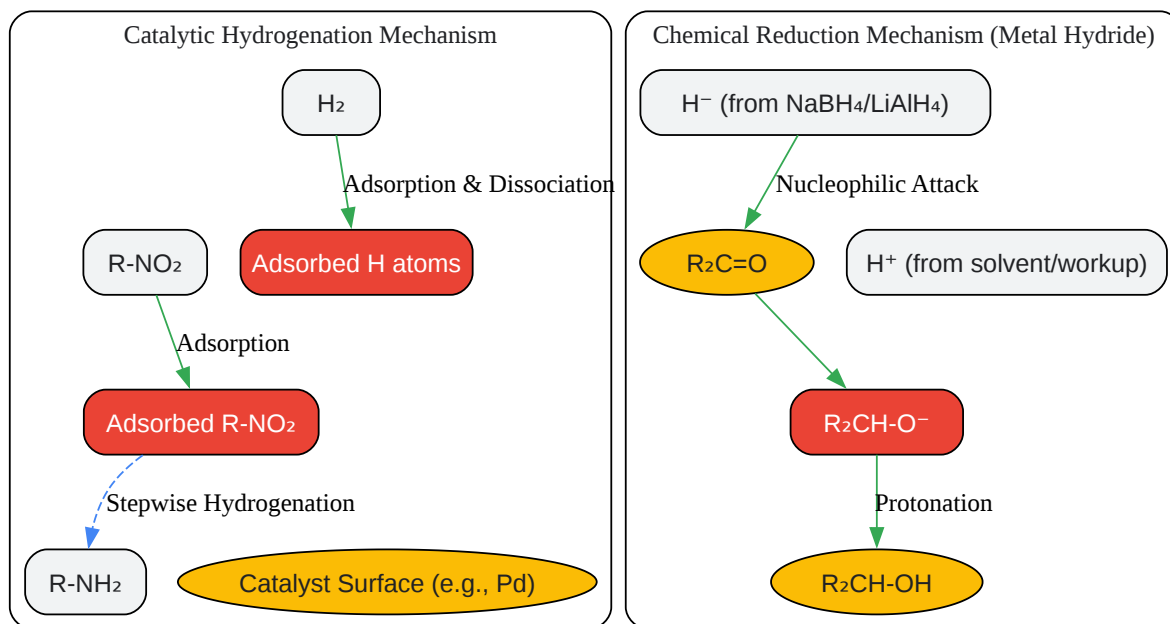 Catalytic Hydrogenation Mechanism
H₂
Adsorption & Dissociation
R-NO₂
Adsorbed H atoms
Adsorption
Adsorbed R-NO₂
Stepwise Hydrogenation
R-NH₂
Catalyst Surface (e.g., Pd)
Chemical Reduction Mechanism (Metal Hydride)
H⁻ (from NaBH₄/LiAlH₄)
Nucleophilic Attack
R₂C=O
H⁺ (from solvent/workup)
R₂CH-O⁻
Protonation
R₂CH-OH